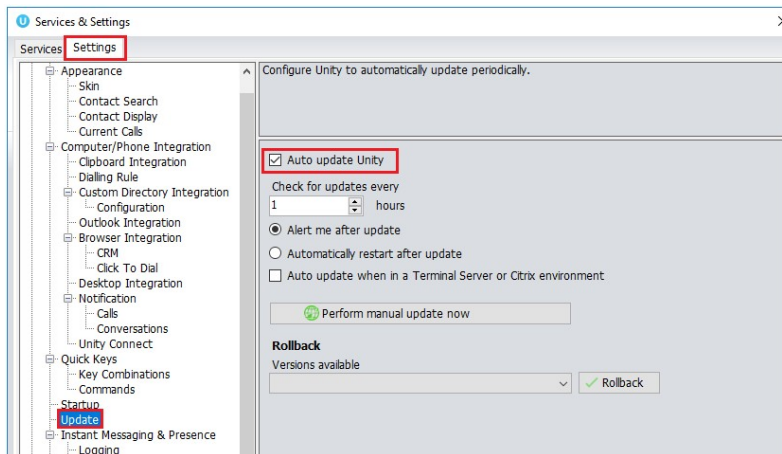 Services & Settings
Services
Settings
Appearance
Skin
Contact Search
Contact Display
Current Calls
Computer/Phone Integration
Clipboard Integration
Dialling Rule
Custom Directory Integration
Configuration
Outlook Integration
Browser Integration
CRM
Click To Dial
Desktop Integration
Notification
Calls
Conversations
Unity Connect
Quick Keys
Key Combinations
Commands
Startup
Update
Instant Messaging & Presence
Logging
Configure Unity to automatically update periodically.
Auto update Unity
Check for updates every
1 hours
Alert me after update
Automatically restart after update
Auto update when in a Terminal Server or Citrix environment
Perform manual update now
Rollback
Versions available
Rollback